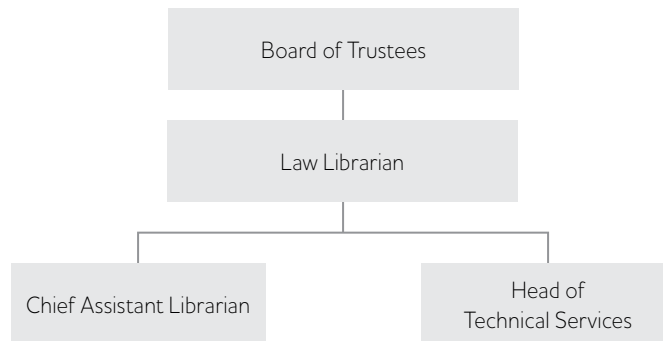 Board of Trustees
Law Librarian
Chief Assistant Librarian
Head of
Technical Services